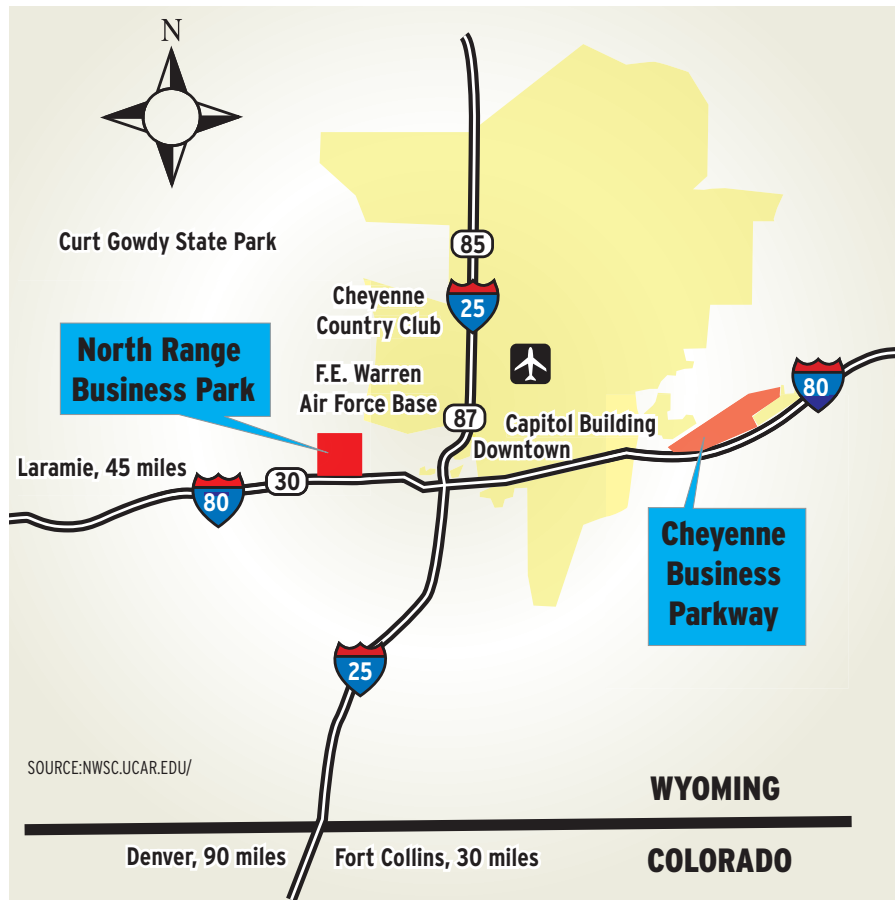 N
Curt Gowdy State Park
85
Cheyenne
Country Club
25
North Range
Business Park
F.E. Warren
Air Force Base
80
87
Capitol Building
Downtown
Laramie, 45 miles
30
80
Cheyenne
Business
Parkway
25
SOURCE:NWSC.UCAR.EDU/
WYOMING
Denver, 90 miles
Fort Collins, 30 miles
COLORADO